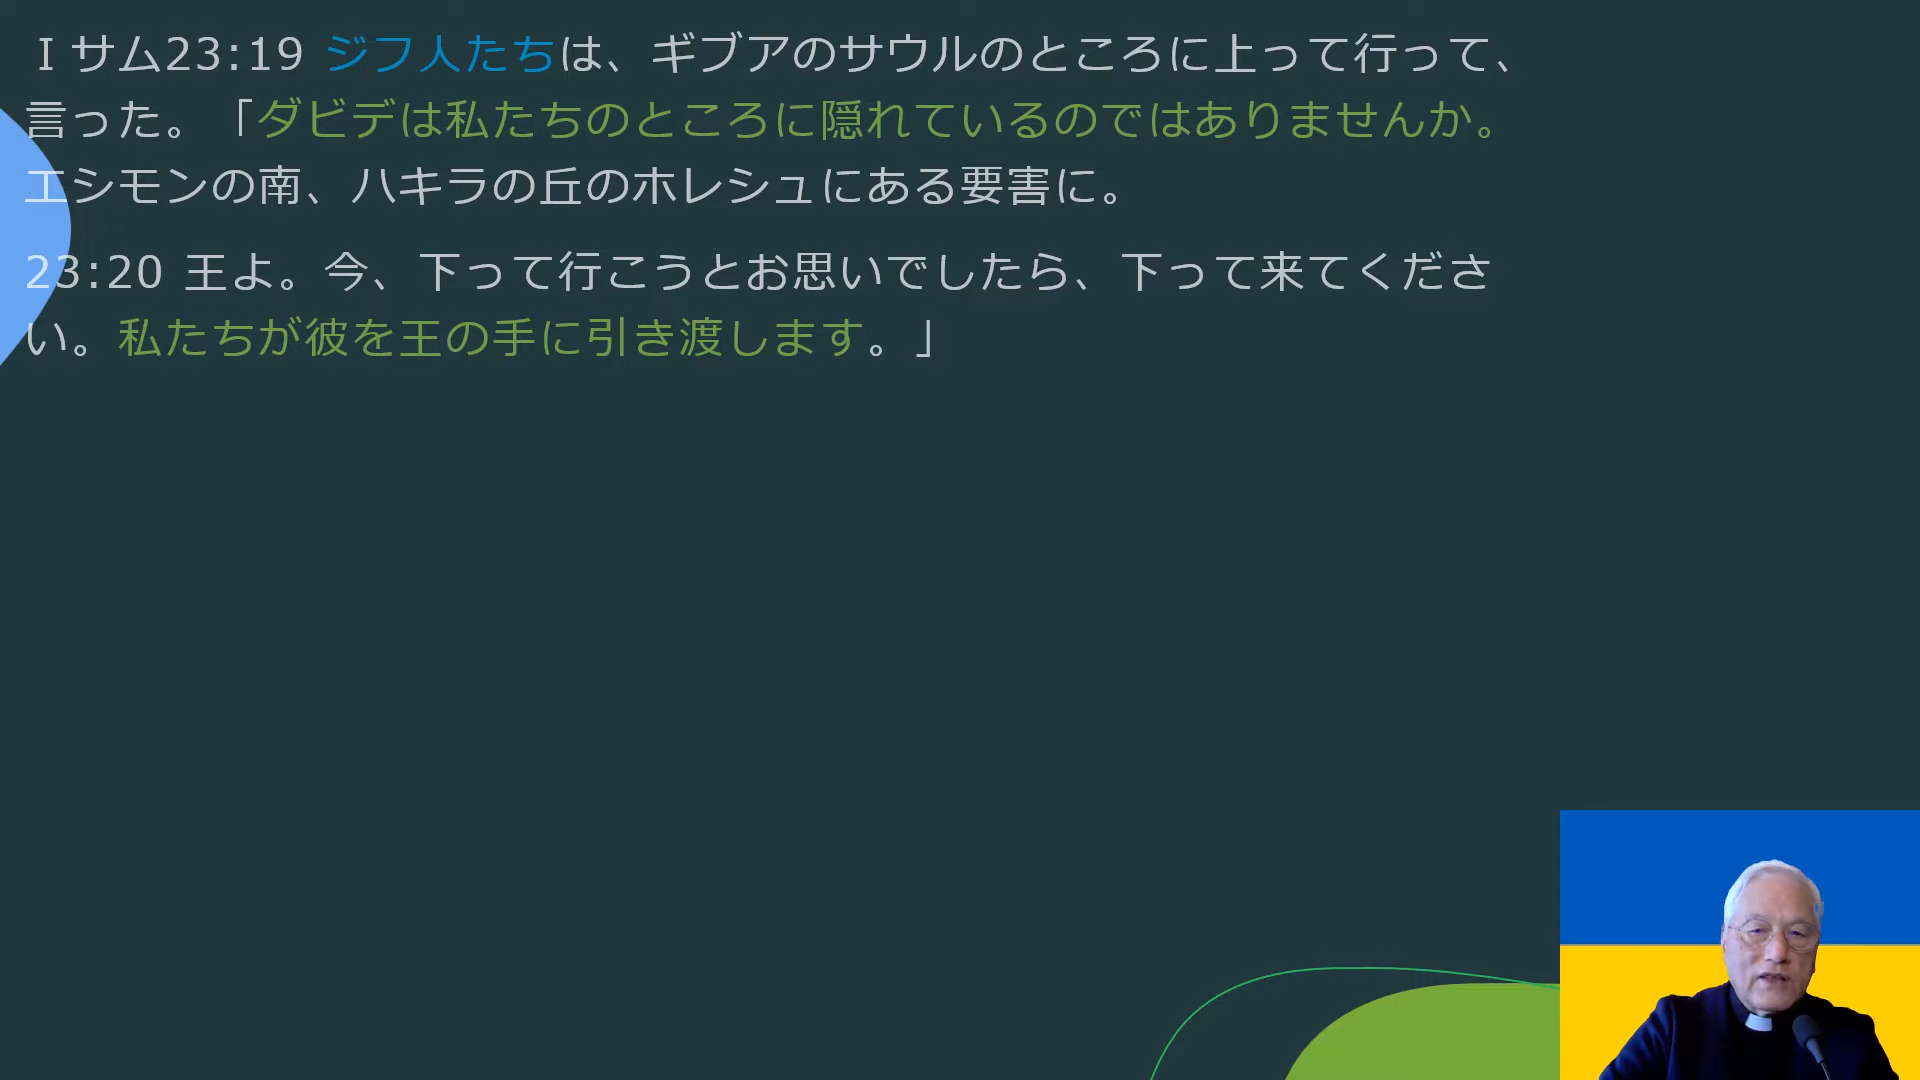 Ⅰサム23:19 ジフ人たちは、ギブアのサウルのところに上って行って、
言った。「ダビデは私たちのところに隠れているのではありませんか。
エシモンの南、ハキラの丘のホレシュにある要害に。
23:20 王よ。今、下って行こうとお思いでしたら、下って来てくださ
い。私たちが彼を王の手に引き渡します。」